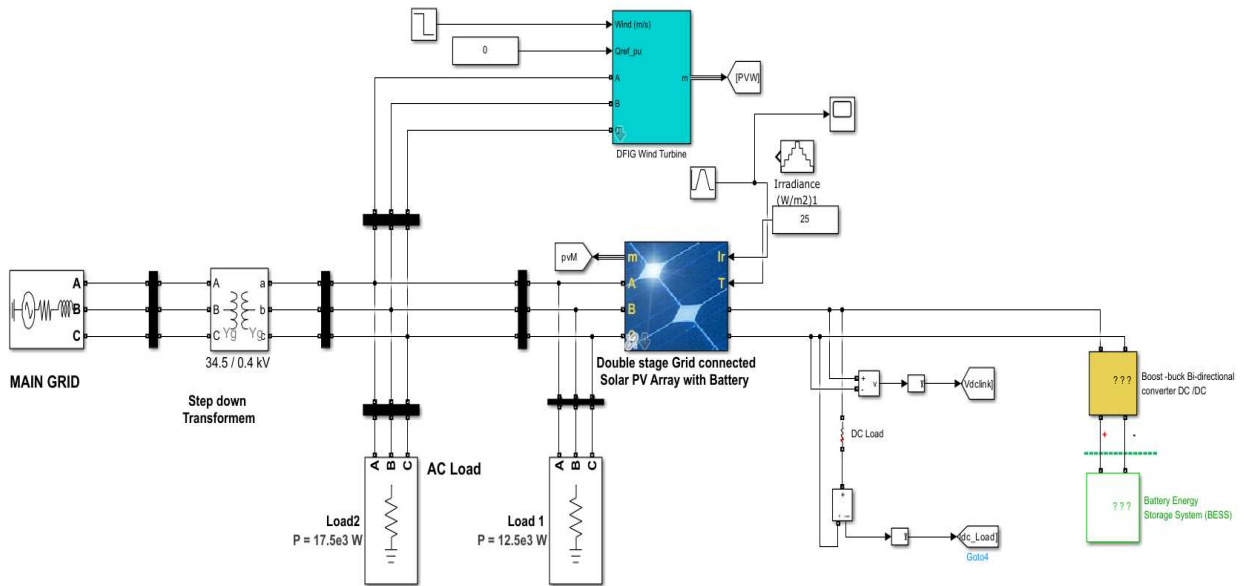 Wind (m/s)
0
Qref_pu
A
m
[PVW]
B
DFIG Wind Turbine
Irradiance
(W/m2)1
25
pvM
m
Ir
A
T
B
A
B
C
A
B
C
Yg
Yg
a
b
c
34.5 / 0.4 kV
MAIN GRID
Step down
Transformem
Double stage Grid connected
Solar PV Array with Battery
+
-
v
Vdclink]
? ? ?
Boost -buck Bi-directional
converter DC /DC
+
-
DC Load
A
B
C
AC Load
A
B
C
Load2
P = 17.5e3 W
Load 1
P = 12.5e3 W
+
? ? ?
Battery Energy
Storage System (BESS)
dc_Load]
Goto4